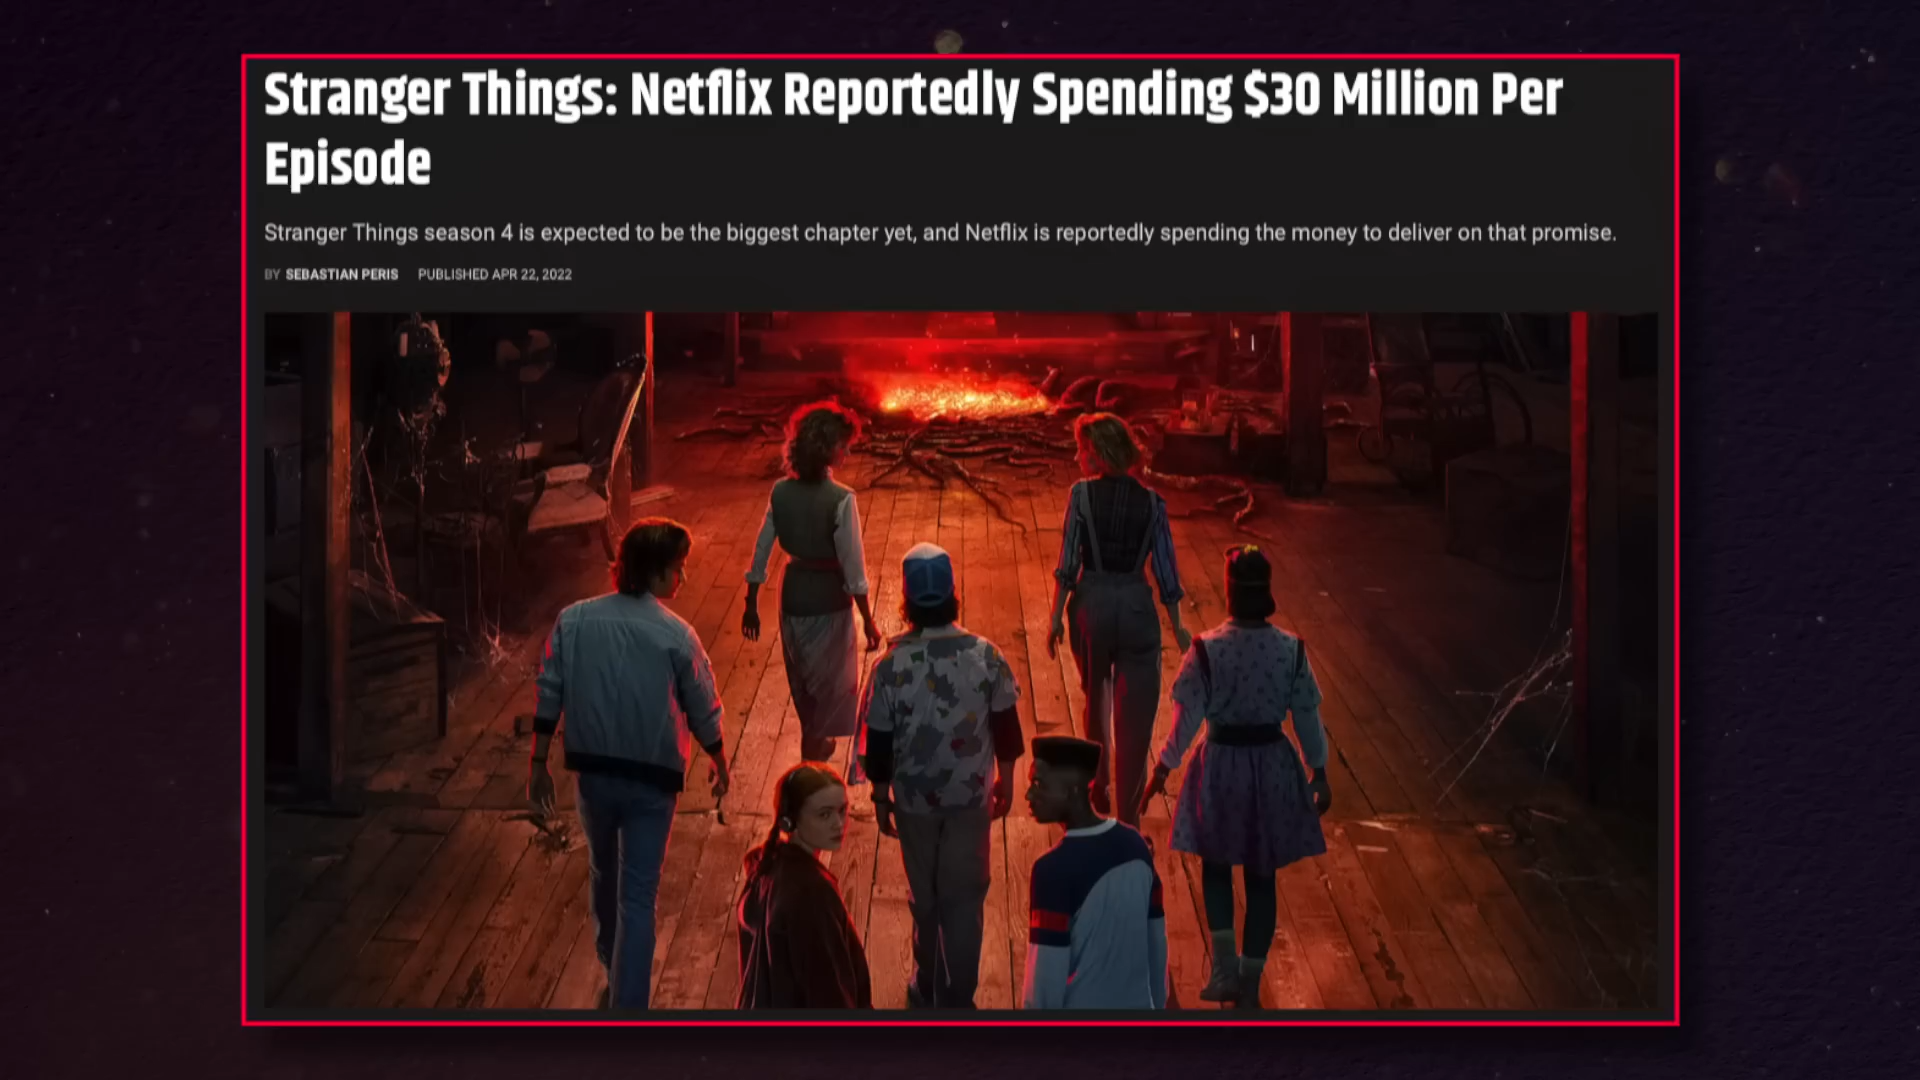 Stranger Things: Netflix Reportedly Spending $30 Million Per
Episode
Stranger Things season 4 is expected to be the biggest chapter yet, and Netflix is reportedly spending the money to deliver on that promise.
BY SEBASTIAN PERIS PUBLISHED APR 22, 2022